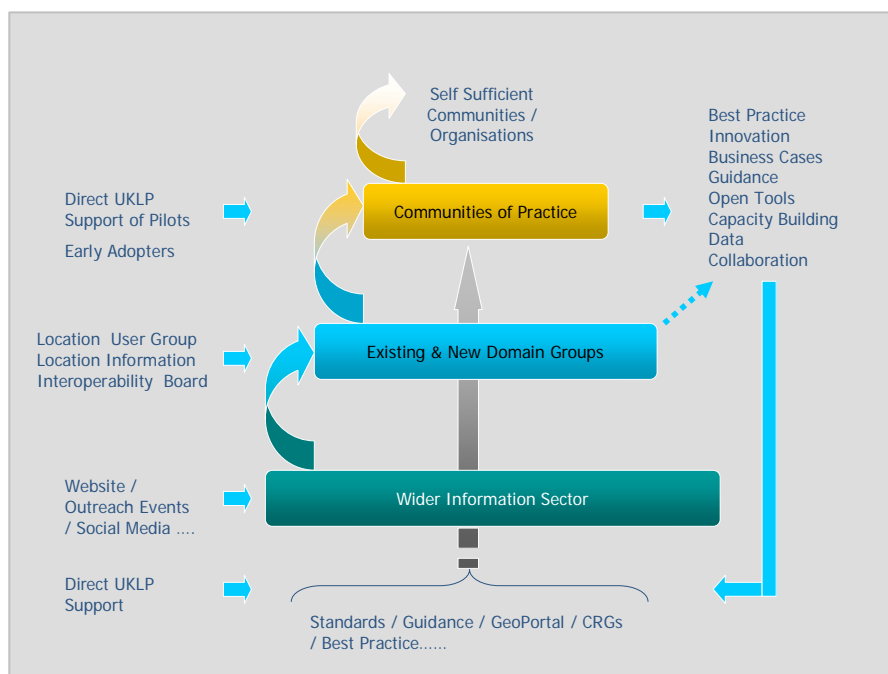 Self Sufficient
Communities /
Organisations
Best Practice
Innovation
Business Cases
Guidance
Open Tools
Capacity Building
Data
Collaboration
Direct UKLP
Support of Pilots
Early Adopters
Communities of Practice
Location User Group
Location Information
Interoperability Board
Existing & New Domain Groups
Website /
Outreach Events
/ Social Media ....
Wider Information Sector
Direct UKLP
Support
Standards / Guidance / GeoPortal / CRGs
/ Best Practice......